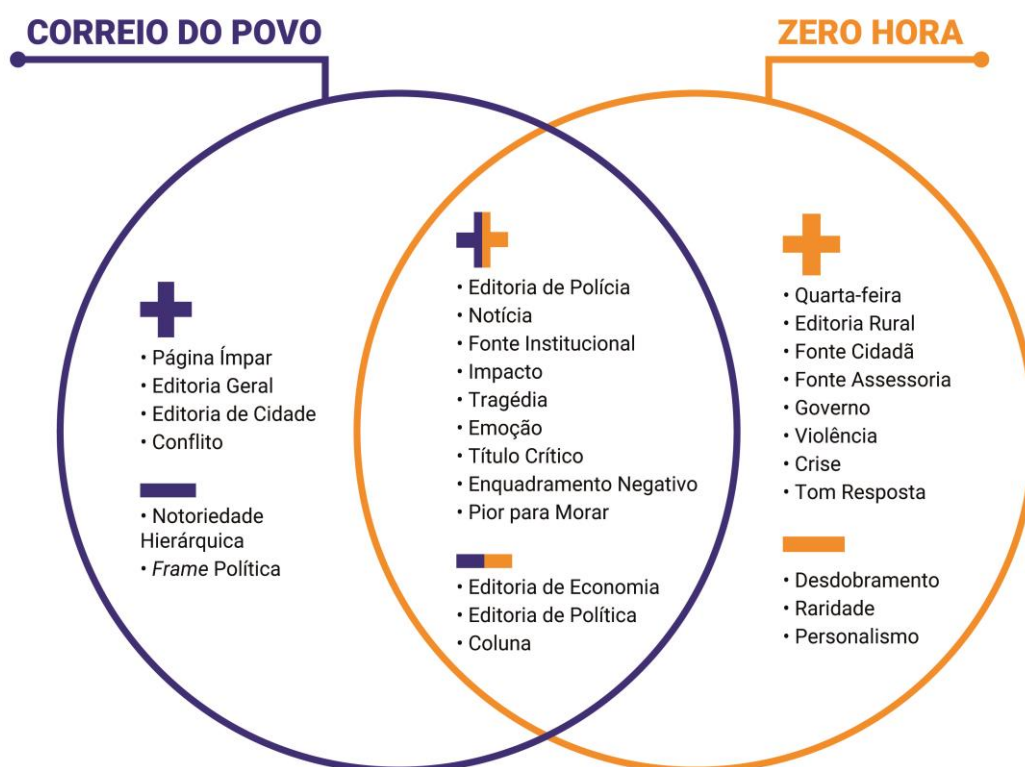 CORREIO DO POVO
ZERO HORA
• Página Ímpar
• Editoria Geral
• Editoria de Cidade
• Conflito
• Notoriedade
Hierárquica
• Frame Política
• Editoria de Polícia
• Notícia
• Fonte Institucional
• Impacto
• Tragédia
• Emoção
• Título Crítico
• Enquadramento Negativo
• Pior para Morar
• Editoria de Economia
• Editoria de Política
• Coluna
• Quarta-feira
• Editoria Rural
• Fonte Cidadã
• Fonte Assessoria
• Governo
• Violência
• Crise
• Tom Resposta
• Desdobramento
• Raridade
• Personalismo